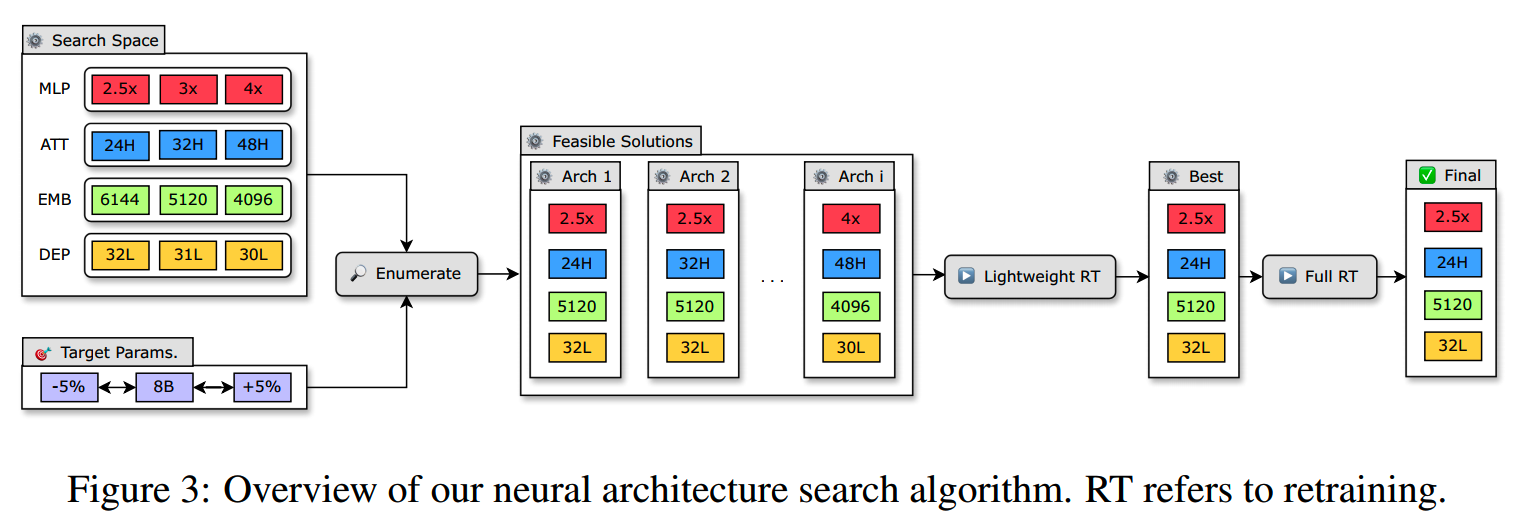 Search Space
MLP 2.5x 3x 4x
ATT 24H 32H 48H
EMB 6144 5120 4096
DEP 32L 31L 30L
Target Params.
-5% 8B +5%
Enumerate
Feasible Solutions
Arch 1
2.5x
24H
5120
32L
Arch 2
2.5x
32H
5120
32L
. . .
Arch i
4x
48H
4096
30L
Lightweight RT
Best
2.5x
24H
5120
32L
Full RT
Final
2.5x
24H
5120
32L
Figure 3: Overview of our neural architecture search algorithm. RT refers to retraining.